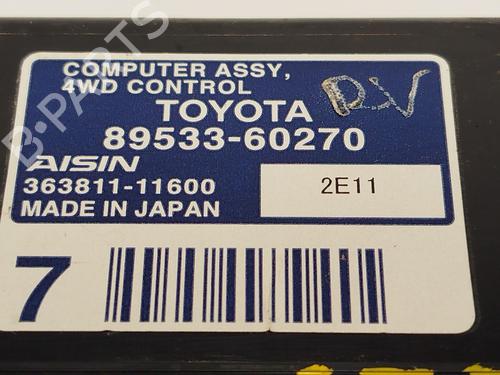 COMPUTER ASSY,
4WD CONTROL
TOYOTA
89533-60270
AISIN
363811-11600
2E11
MADE IN JAPAN
7
B-PARTS